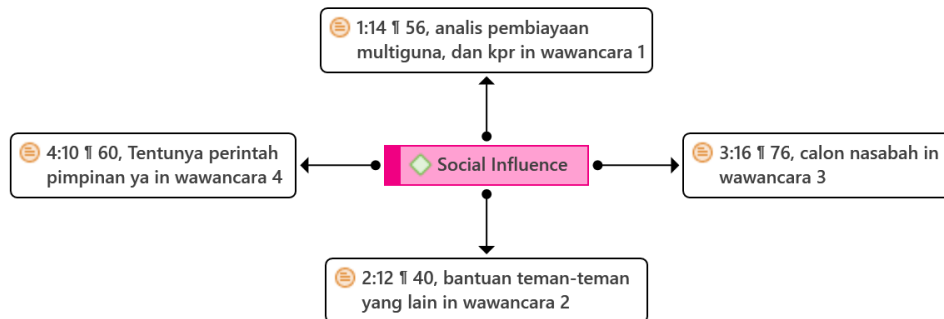 1:14 ¶ 56, analis pembiayaan
multiguna, dan kpr in wawancara 1
4:10 ¶ 60, Tentunya perintah
pimpinan ya in wawancara 4
Social Influence
3:16 ¶ 76, calon nasabah in
wawancara 3
2:12 ¶ 40, bantuan teman-teman
yang lain in wawancara 2